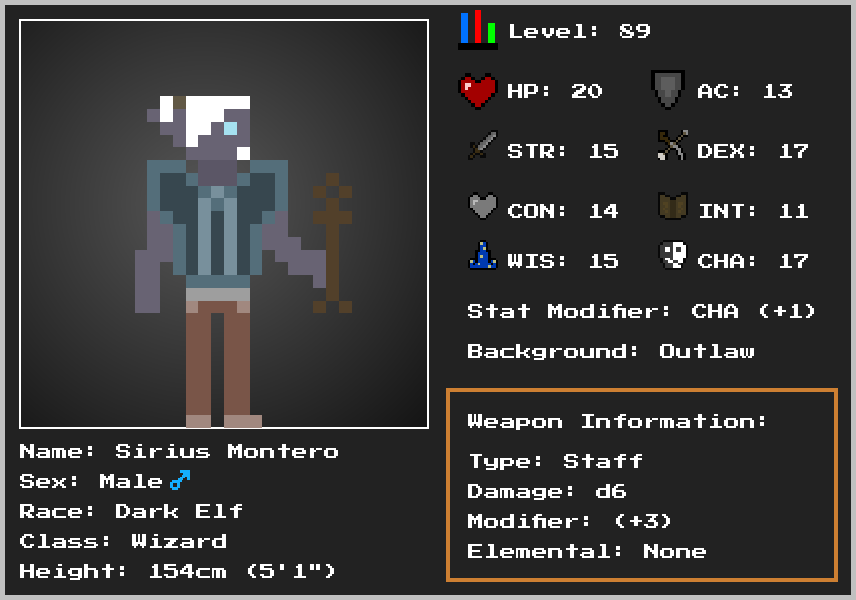 Level: 89
HP: 20
AC: 13
STR: 15
DEX: 17
CON: 14
INT: 11
WIS: 15
CHA: 17
Stat Modifier: CHA (+1)
Background: Outlaw
Weapon Information:
Type: Staff
Damage: d6
Modifier: (+3)
Elemental: None
Name: Sirius Montero
Sex: Male ♂
Race: Dark Elf
Class: Wizard
Height: 154cm (5'1")